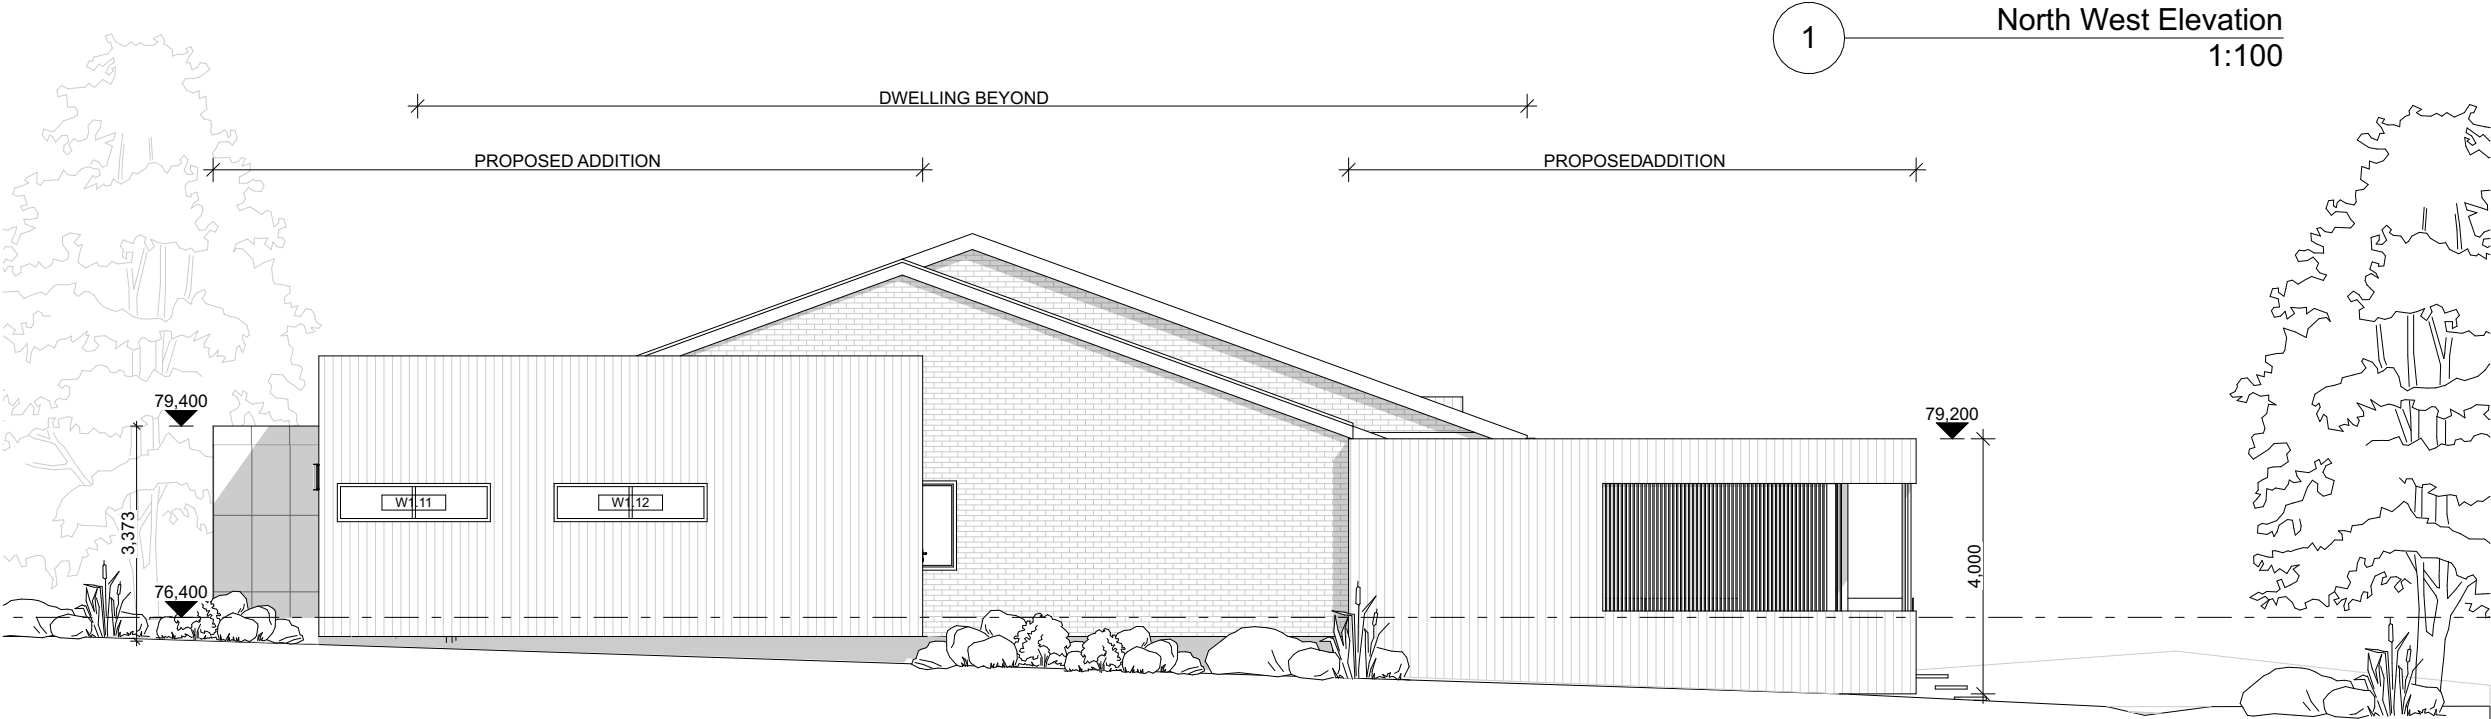 1
North West Elevation
1:100
DWELLING BEYOND
PROPOSED ADDITION
PROPOSEDADDITION
79,400
79,200
W1.11
W1.12
3,373
4,000
76,400